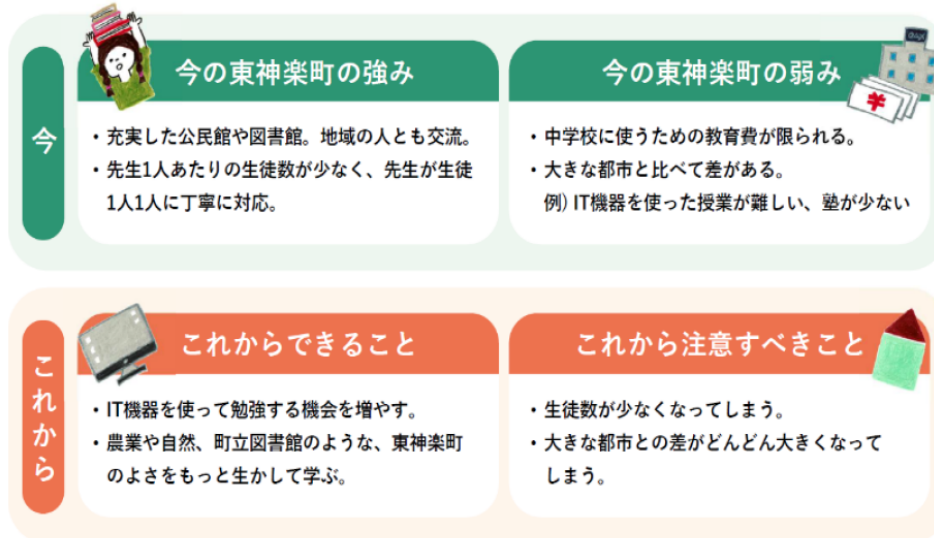 今
今の東神楽町の強み
・充実した公民館や図書館。地域の人とも交流。
・先生1人あたりの生徒数が少なく、先生が生徒
1人1人に丁寧に対応。
今の東神楽町の弱み
¥
・中学校に使うための教育費が限られる。
・大きな都市と比べて差がある。
例) IT機器を使った授業が難しい、塾が少ない
これから
これからできること
・IT機器を使って勉強する機会を増やす。
・農業や自然、町立図書館のような、東神楽町
のよさをもっと生かして学ぶ。
これから注意すべきこと
・生徒数が少なくなってしまう。
・大きな都市との差がどんどん大きくなって
しまう。